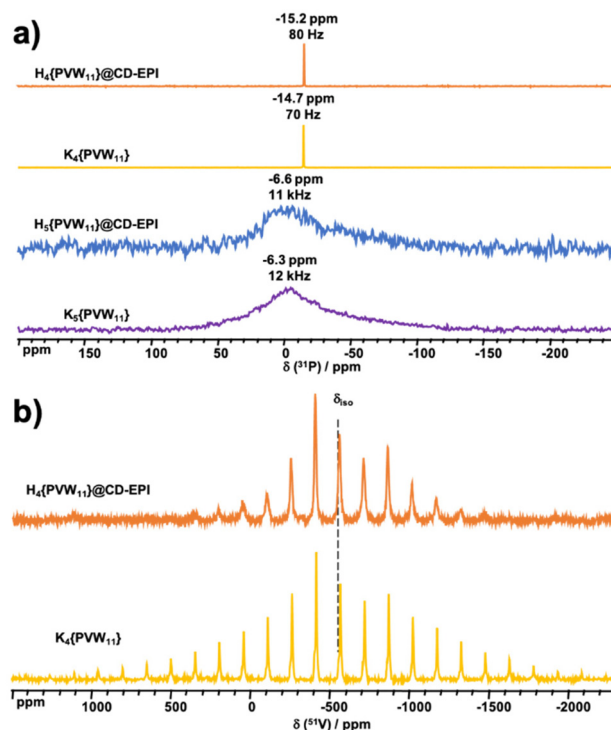 a)
-15.2 ppm
80 Hz
H₄{PVW₁₁}@CD-EPI
-14.7 ppm
70 Hz
K₄{PVW₁₁}
-6.6 ppm
11 kHz
H₅{PVW₁₁}@CD-EPI
-6.3 ppm
12 kHz
K₅{PVW₁₁}
ppm 150 100 50 0 -50 -100 -150 -200
δ (³¹P) / ppm
b)
δiso
H₄{PVW₁₁}@CD-EPI
K₄{PVW₁₁}
ppm 1000 500 0 -500 -1000 -1500 -2000
δ (⁵¹V) / ppm